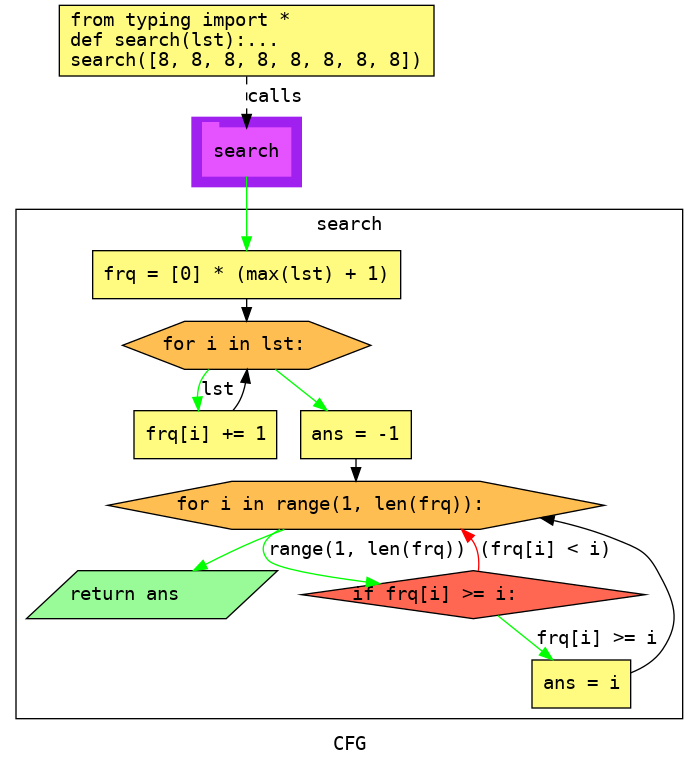 from typing import *
def search(lst):...
search([8, 8, 8, 8, 8, 8, 8, 8])
calls
search
search
frq = [0] * (max(lst) + 1)
for i in lst:
lst
frq[i] += 1
ans = -1
for i in range(1, len(frq)):
range(1, len(frq))
(frq[i] < i)
return ans
if frq[i] >= i:
frq[i] >= i
ans = i
CFG